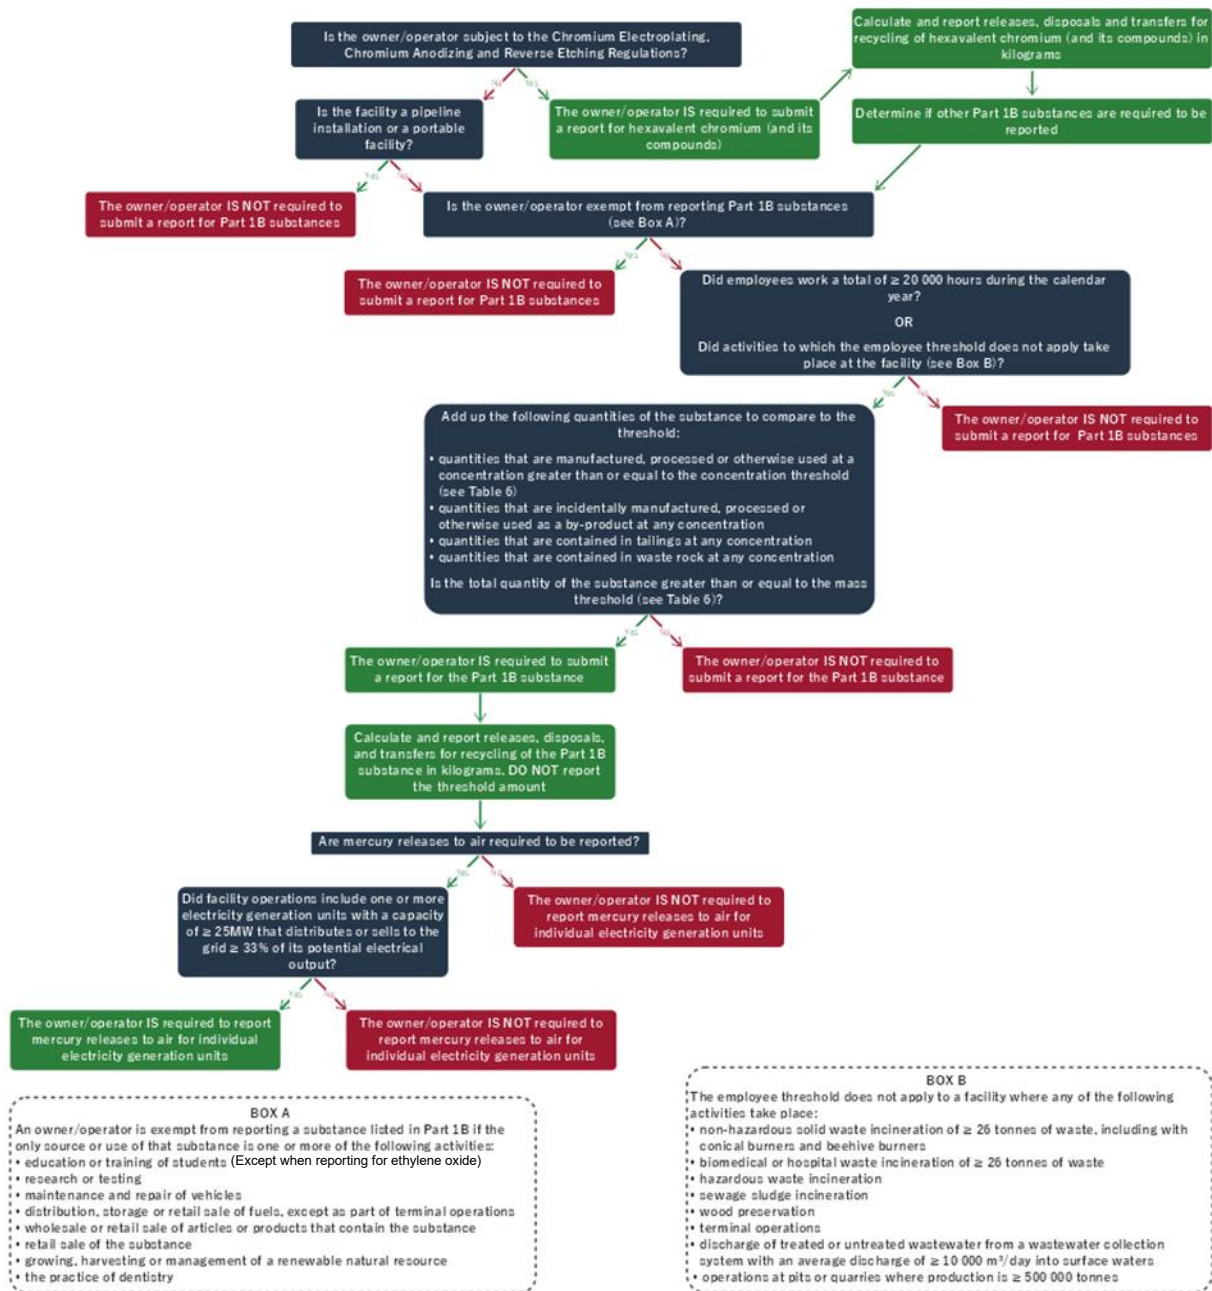 Is the owner/operator subject to the Chromium Electroplating,
Chromium Anodizing and Reverse Etching Regulations?
Calculate and report releases, disposals and transfers for
recycling of hexavalent chromium (and its compounds) in
kilograms
No
Yes
Is the facility a pipeline
installation or a portable
facility?
The owner/operator IS required to submit
a report for hexavalent chromium (and its
compounds)
Determine if other Part 1B substances are required to be
reported
Yes
No
The owner/operator IS NOT required to
submit a report for Part 1B substances
Is the owner/operator exempt from reporting Part 1B substances
(see Box A)?
Yes
No
The owner/operator IS NOT required to
submit a report for Part 1B substances
Did employees work a total of ≥ 20 000 hours during the calendar
year?
OR
Did activities to which the employee threshold does not apply take
place at the facility (see Box B)?
Yes
No
Add up the following quantities of the substance to compare to the
threshold:
• quantities that are manufactured, processed or otherwise used at a
concentration greater than or equal to the concentration threshold
(see Table 6)
• quantities that are incidentally manufactured, processed or
otherwise used as a by-product at any concentration
• quantities that are contained in tailings at any concentration
• quantities that are contained in waste rock at any concentration
Is the total quantity of the substance greater than or equal to the mass
threshold (see Table 6)?
The owner/operator IS NOT required to
submit a report for Part 1B substances
Yes
No
The owner/operator IS required to submit
a report for the Part 1B substance
The owner/operator IS NOT required to
submit a report for the Part 1B substance
Calculate and report releases, disposals,
and transfers for recycling of the Part 1B
substance in kilograms. DO NOT report
the threshold amount
Are mercury releases to air required to be reported?
Yes
No
Did facility operations include one or more
electricity generation units with a capacity
of ≥ 25MW that distributes or sells to the
grid ≥ 33% of its potential electrical
output?
The owner/operator IS NOT required to
report mercury releases to air for
individual electricity generation units
Yes
No
The owner/operator IS required to report
mercury releases to air for individual
electricity generation units
The owner/operator IS NOT required to
report mercury releases to air for
individual electricity generation units
BOX A
An owner/operator is exempt from reporting a substance listed in Part 1B if the
only source or use of that substance is one or more of the following activities:
• education or training of students (Except when reporting for ethylene oxide)
• research or testing
• maintenance and repair of vehicles
• distribution, storage or retail sale of fuels, except as part of terminal operations
• wholesale or retail sale of articles or products that contain the substance
• retail sale of the substance
• growing, harvesting or management of a renewable natural resource
• the practice of dentistry
BOX B
The employee threshold does not apply to a facility where any of the following
activities take place:
• non-hazardous solid waste incineration of ≥ 26 tonnes of waste, including with
conical burners and beehive burners
• biomedical or hospital waste incineration of ≥ 26 tonnes of waste
• hazardous waste incineration
• sewage sludge incineration
• wood preservation
• terminal operations
• discharge of treated or untreated wastewater from a wastewater collection
system with an average discharge of ≥ 10 000 m³/day into surface waters
• operations at pits or quarries where production is ≥ 500 000 tonnes